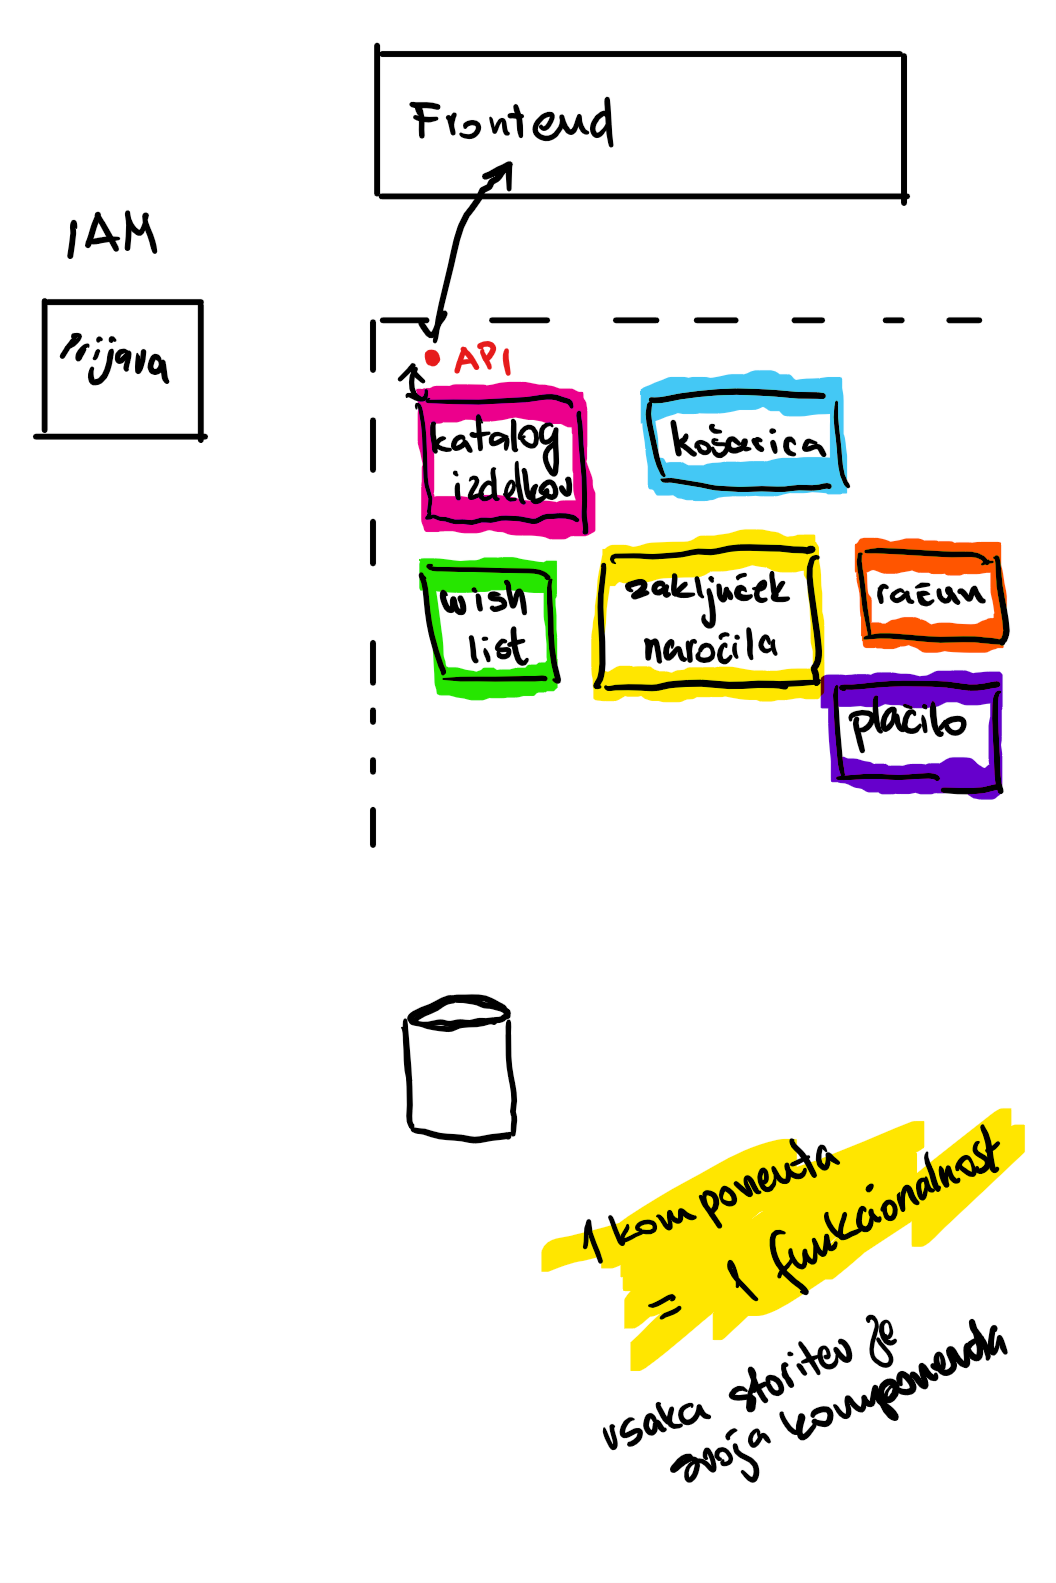 Frontend
IAM
Prijava
API
katalog
izdelkov
košarica
wish
list
zaključek
naročila
račun
plačilo
1 komponenta
= 1 funkcionalnost
vsaka storitev je
svoja komponenta